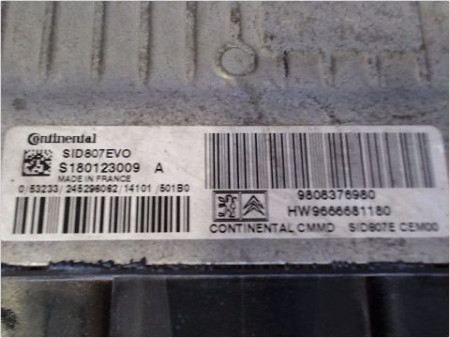 Continental
SID807EVO
S180123009 A
MADE IN FRANCE
0/53233/245296062/14101/501B0
9808376980
HW9666681180
CONTINENTAL CMMD SID807E CEM00